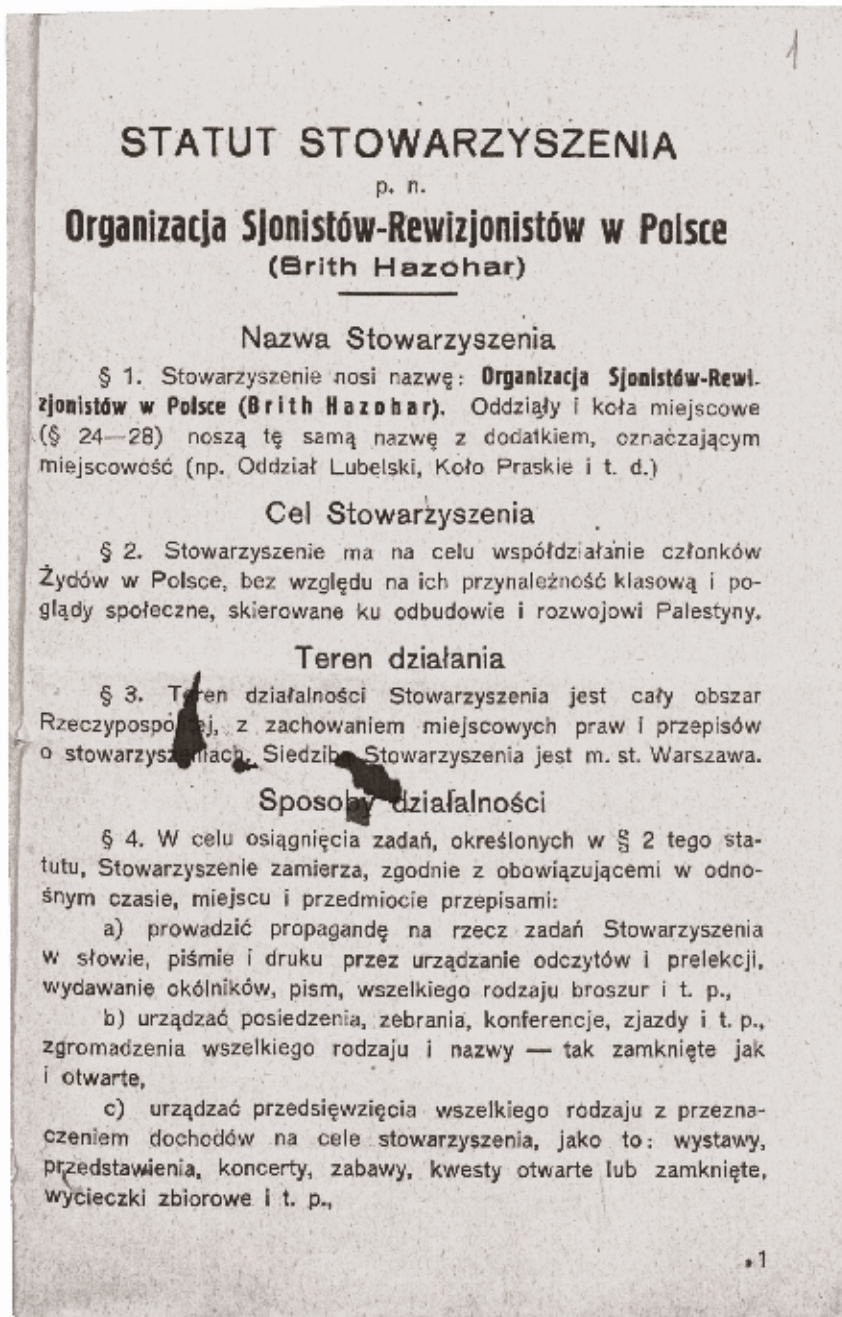 1
STATUT STOWARZYSZENIA
p. n.
Organizacja Sjonistów-Rewizjonistów w Polsce
(Brith Hazohar)
Nazwa Stowarzyszenia
§ 1. Stowarzyszenie nosi nazwę: Organizacja Sjonistów-Rewi-
zjonistów w Polsce (Brith Hazohar). Oddziały i koła miejscowe
(§ 24—28) noszą tę samą nazwę z dodatkiem, oznaczającym
miejscowość (np. Oddział Lubelski, Koło Praskie i t. d.)
Cel Stowarzyszenia
§ 2. Stowarzyszenie ma na celu współdziałanie członków
Żydów w Polsce, bez względu na ich przynależność klasową i po-
glądy społeczne, skierowane ku odbudowie i rozwojowi Palestyny.
Teren działania
§ 3. Teren działalności Stowarzyszenia jest cały obszar
Rzeczypospolitej, z zachowaniem miejscowych praw i przepisów
o stowarzyszeniach. Siedzibą Stowarzyszenia jest m. st. Warszawa.
Sposoby działalności
§ 4. W celu osiągnięcia zadań, określonych w § 2 tego sta-
tutu, Stowarzyszenie zamierza, zgodnie z obowiązującemi w odno-
śnym czasie, miejscu i przedmiocie przepisami:
a) prowadzić propagandę na rzecz zadań Stowarzyszenia
w słowie, piśmie i druku przez urządzanie odczytów i prelekcji,
wydawanie okólników, pism, wszelkiego rodzaju broszur i t. p.,
b) urządzać posiedzenia, zebrania, konferencje, zjazdy i t. p.,
zgromadzenia wszelkiego rodzaju i nazwy — tak zamknięte jak
i otwarte,
c) urządzać przedsięwzięcia wszelkiego rodzaju z przezna-
czeniem dochodów na cele stowarzyszenia, jako to: wystawy,
przedstawienia, koncerty, zabawy, kwesty otwarte lub zamknięte,
wycieczki zbiorowe i t. p.,
1